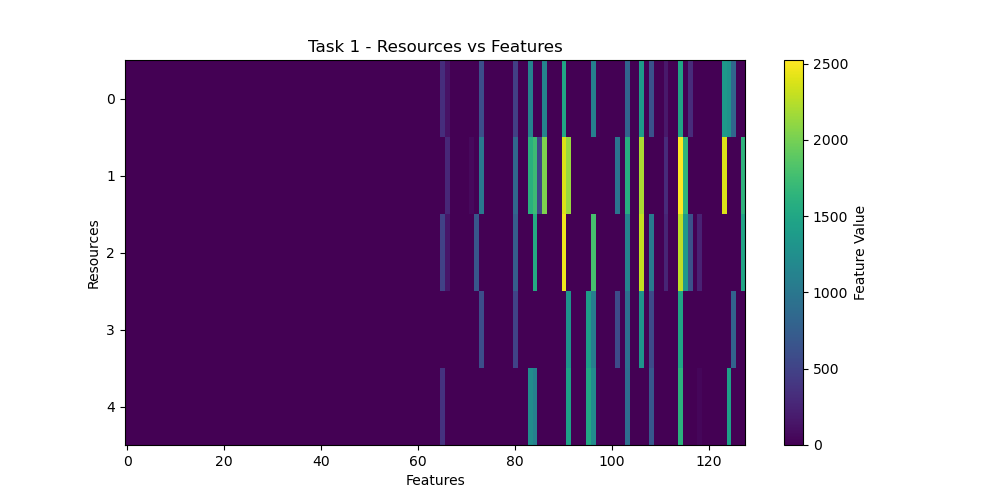 Task 1 - Resources vs Features
Resources
0
1
2
3
4
0 20 40 60 80 100 120
Features
2500
2000
1500
1000
500
0
Feature Value